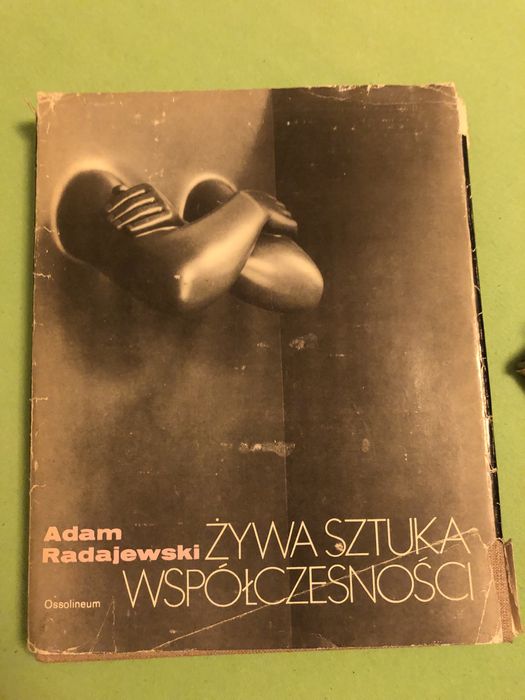 Adam
Radajewski
ŻYWA SZTUKA
WSPÓŁCZESNOŚCI
Ossolineum